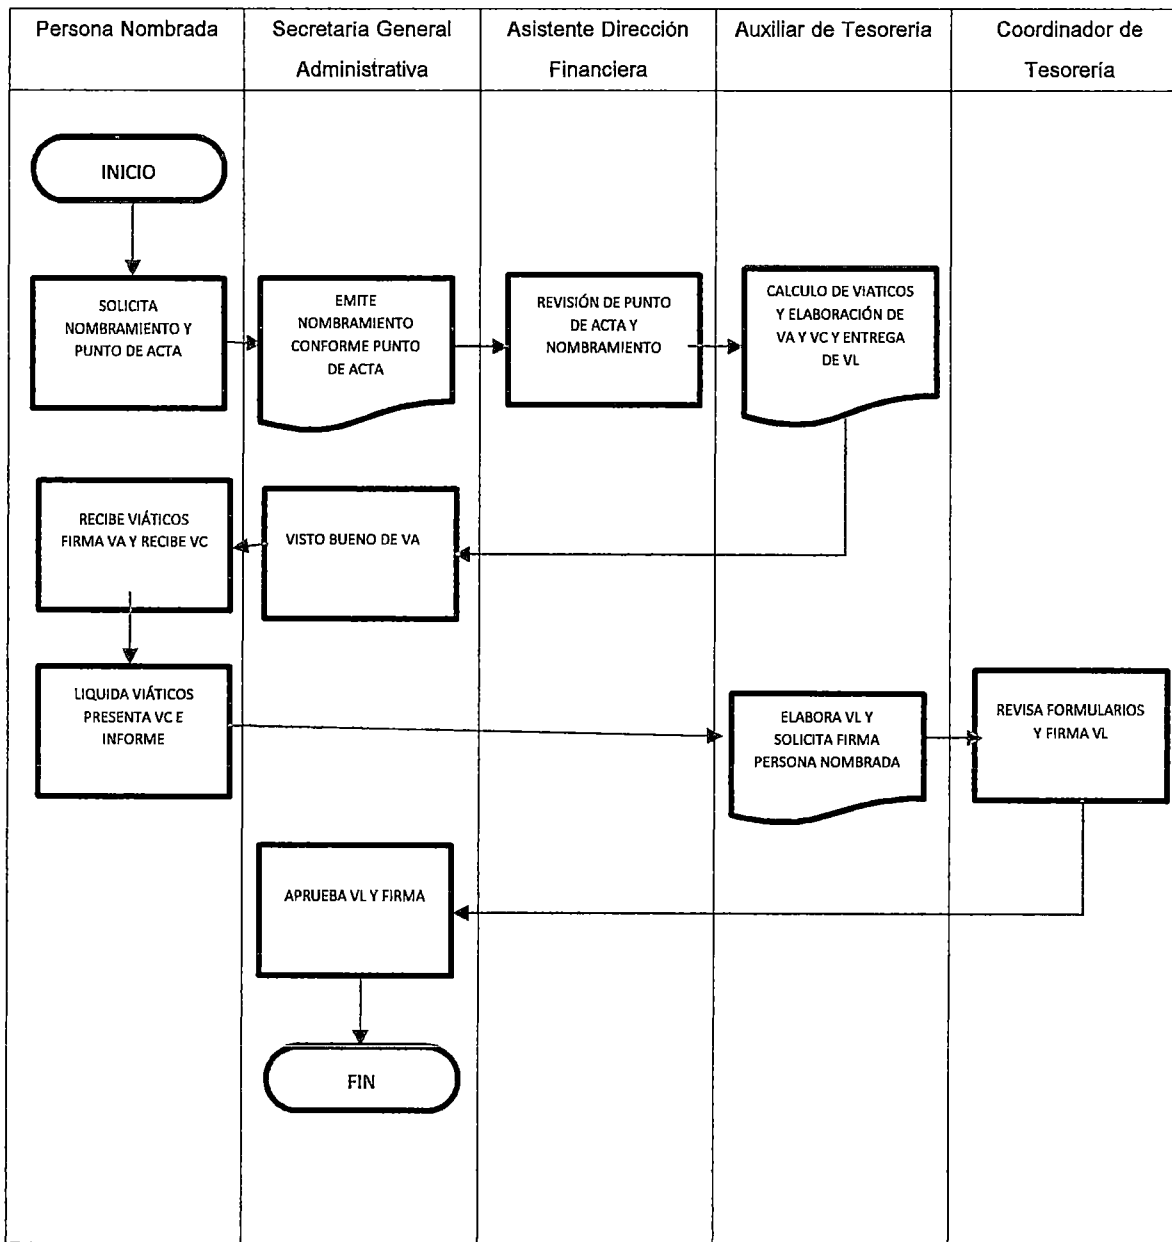 Persona Nombrada
Secretaria General
Administrativa
Asistente Dirección
Financiera
Auxiliar de Tesoreria
Coordinador de
Tesorería
INICIO
SOLICITA
NOMBRAMIENTO Y
PUNTO DE ACTA
EMITE
NOMBRAMIENTO
CONFORME PUNTO
DE ACTA
REVISIÓN DE PUNTO
DE ACTA Y
NOMBRAMIENTO
CALCULO DE VIATICOS
Y ELABORACIÓN DE
VA Y VC Y ENTREGA
DE VL
RECIBE VIÁTICOS
FIRMA VA Y RECIBE VC
VISTO BUENO DE VA
LIQUIDA VIÁTICOS
PRESENTA VC E
INFORME
ELABORA VL Y
SOLICITA FIRMA
PERSONA NOMBRADA
REVISA FORMULARIOS
Y FIRMA VL
APRUEBA VL Y FIRMA
FIN